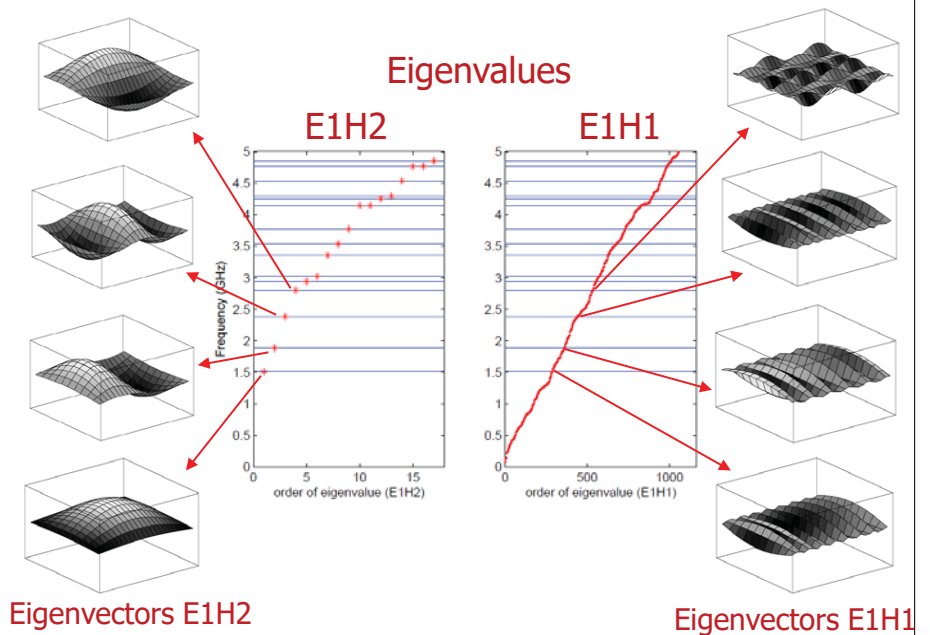 Eigenvalues
E1H2
E1H1
5
4.5
4
3.5
3
2.5
2
1.5
1
0.5
0
Frequency (GHz)
0 5 10 15
order of eigenvalue (E1H2)
5
4.5
4
3.5
3
2.5
2
1.5
1
0.5
0
0 500 1000
order of eigenvalue (E1H1)
Eigenvectors E1H2
Eigenvectors E1H1